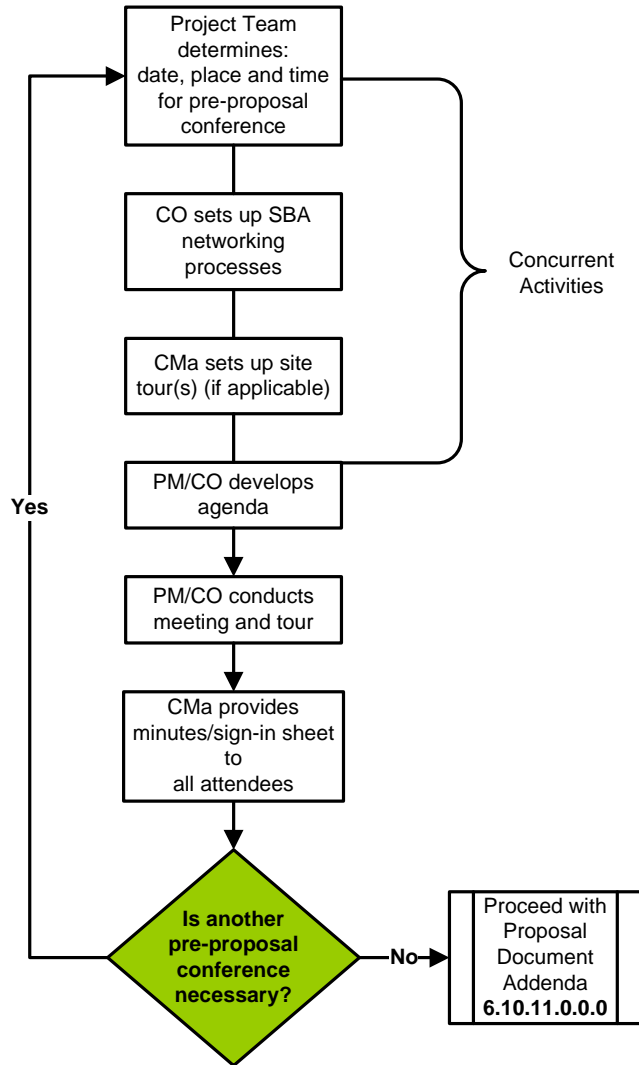 Project Team
determines:
date, place and time
for pre-proposal
conference
CO sets up SBA
networking
processes
Concurrent
Activities
CMa sets up site
tour(s) (if applicable)
PM/CO develops
agenda
Yes
PM/CO conducts
meeting and tour
CMa provides
minutes/sign-in sheet
to
all attendees
Is another
pre-proposal
conference
necessary?
No
Proceed with
Proposal
Document
Addenda
6.10.11.0.0.0